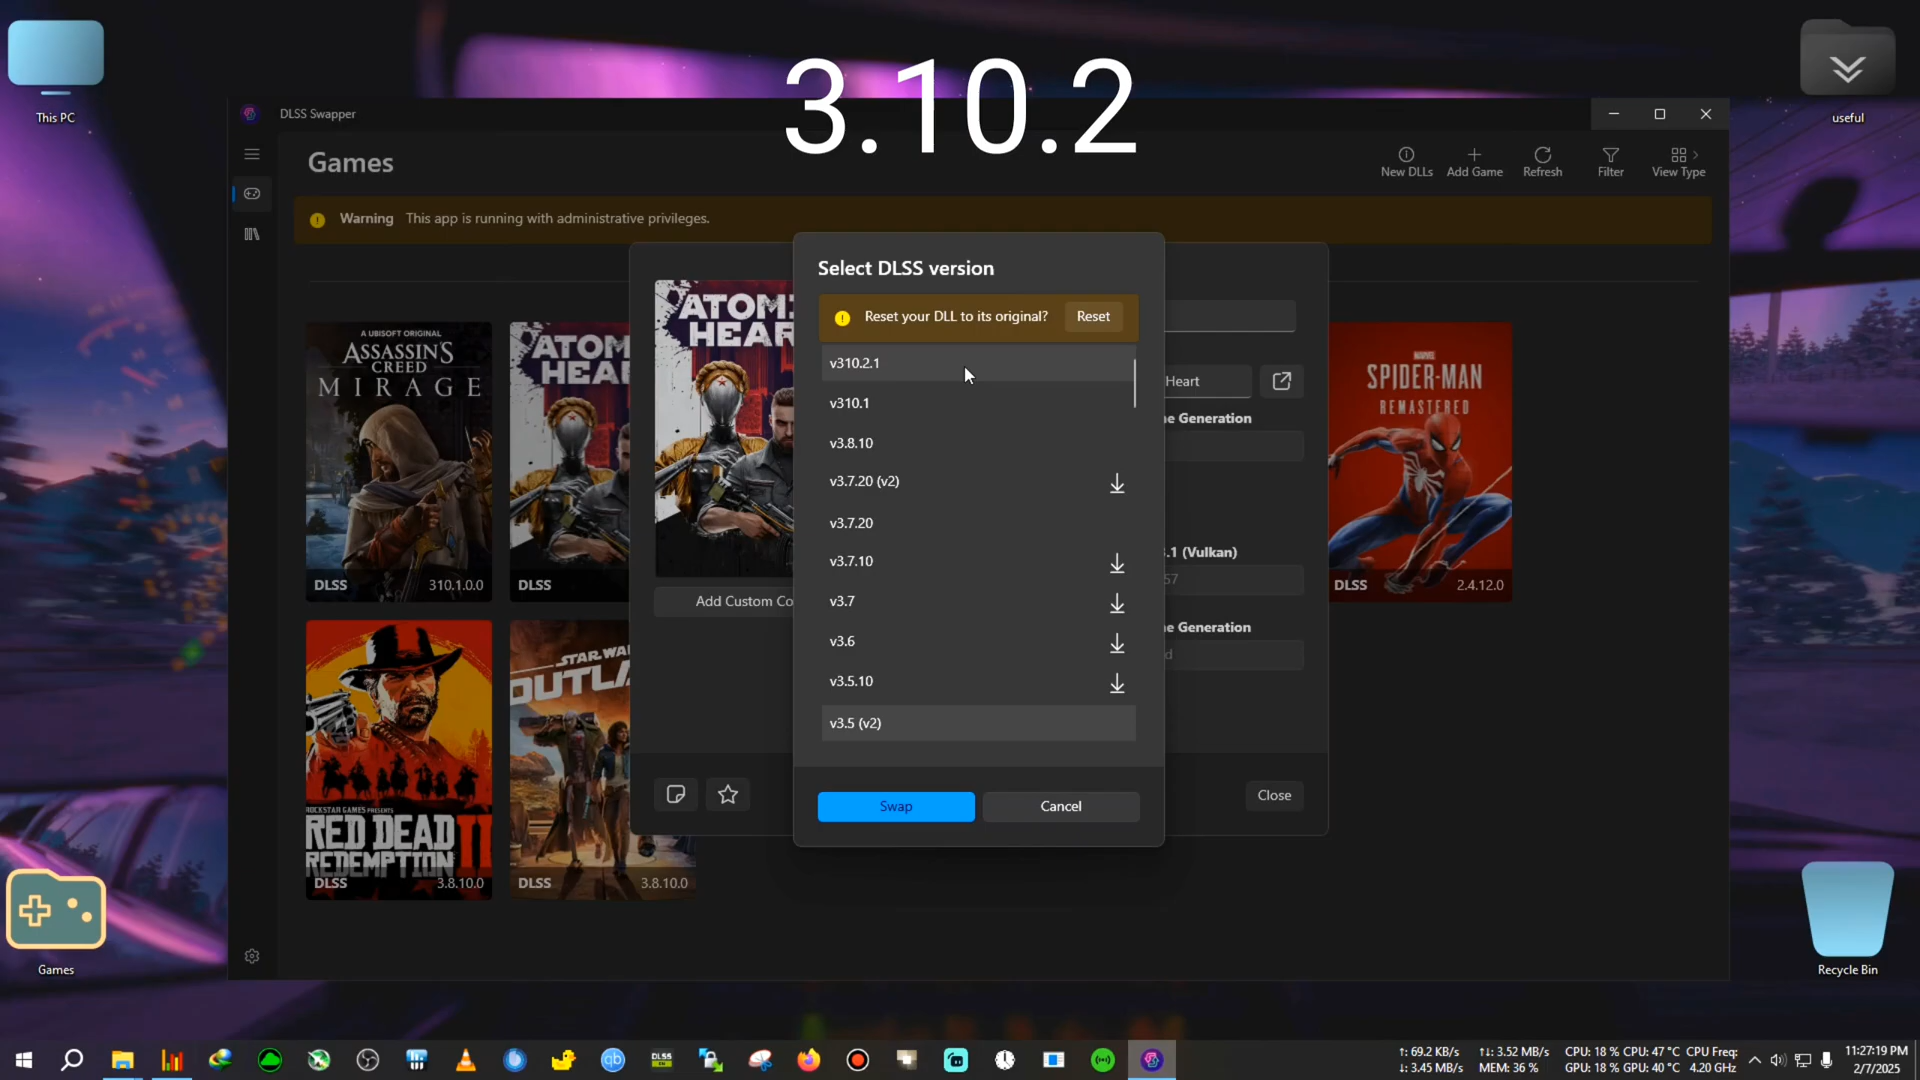 3.10.2
This PC
useful
DLSS Swapper
Games
New DLLs
Add Game
Refresh
Filter
View Type
Warning This app is running with administrative privileges.
Select DLSS version
Reset your DLL to its original?
Reset
v310.2.1
v310.1
v3.8.10
v3.7.20 (v2)
v3.7.20
v3.7.10
v3.7
v3.6
v3.5.10
v3.5 (v2)
Swap
Cancel
A UBISOFT ORIGINAL
ASSASSIN'S
CREED
MIRAGE
DLSS 310.1.0.0
DLSS
Add Custom Co
Heart
e Generation
.1 (Vulkan)
57
e Generation
d
Close
MARVEL
SPIDER-MAN
REMASTERED
DLSS 2.4.12.0
ROCKSTAR GAMES PRESENTS
RED DEAD
REDEMPTION II
DLSS 3.8.10.0
STAR WA
OUTLA
DLSS 3.8.10.0
Games
Recycle Bin
DLSS
↑: 69.2 KB/s
↓: 3.45 MB/s
↑↓: 3.52 MB/s
MEM: 36 %
CPU: 18 % CPU: 47 °C CPU Freq:
GPU: 18 % GPU: 40 °C 4.20 GHz
11:27:19 PM
2/7/2025